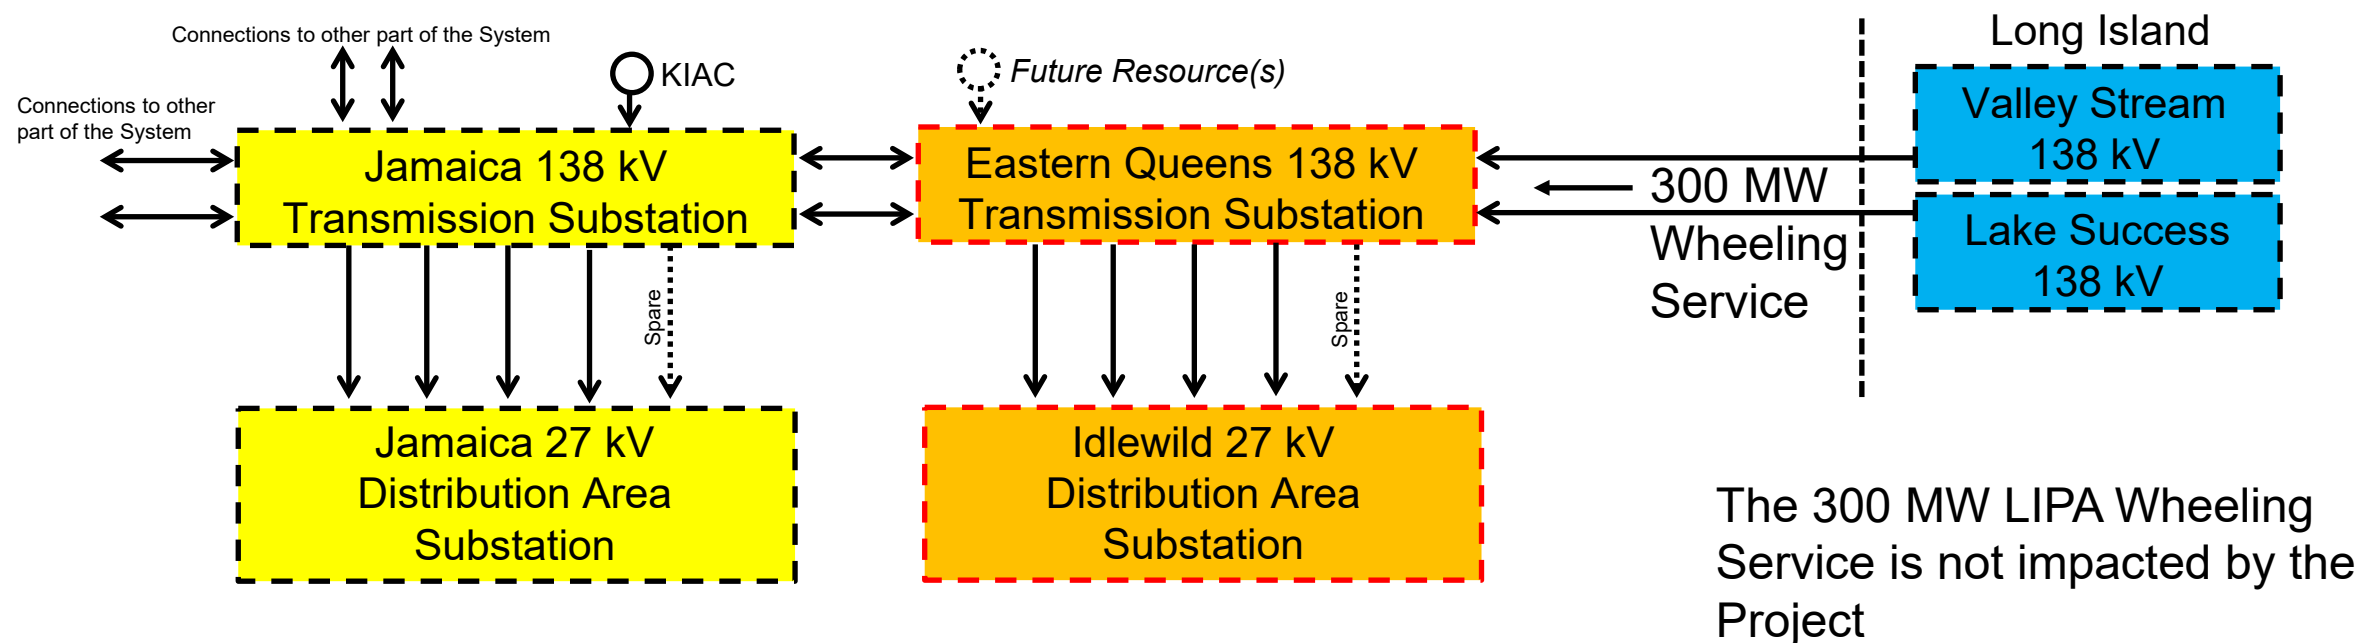 Connections to other part of the System
Connections to other
part of the System
KIAC
Future Resource(s)
Long Island
Jamaica 138 kV
Transmission Substation
Eastern Queens 138 kV
Transmission Substation
300 MW
Wheeling
Service
Valley Stream
138 kV
Lake Success
138 kV
Spare
Spare
Jamaica 27 kV
Distribution Area
Substation
Idlewild 27 kV
Distribution Area
Substation
The 300 MW LIPA Wheeling
Service is not impacted by the
Project